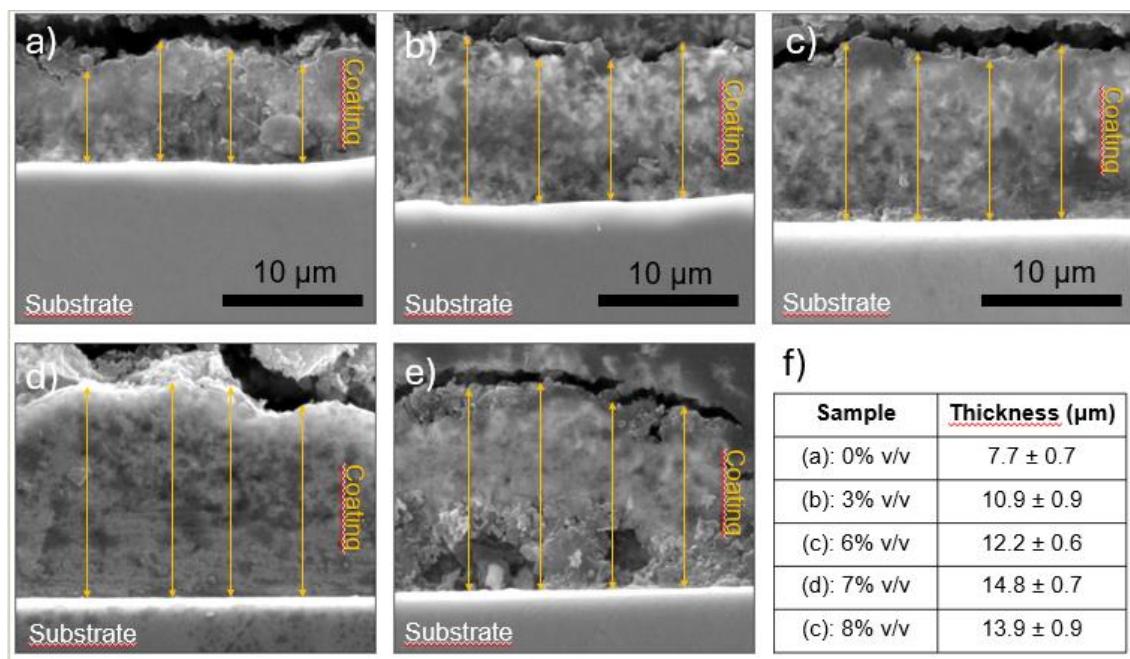 a)
Coating
10 µm
Substrate
b)
Coating
10 µm
Substrate
c)
Coating
10 µm
Substrate
d)
Coating
Substrate
e)
Coating
Substrate
f)
Sample Thickness (µm)
(a): 0% v/v 7.7 ± 0.7
(b): 3% v/v 10.9 ± 0.9
(c): 6% v/v 12.2 ± 0.6
(d): 7% v/v 14.8 ± 0.7
(c): 8% v/v 13.9 ± 0.9